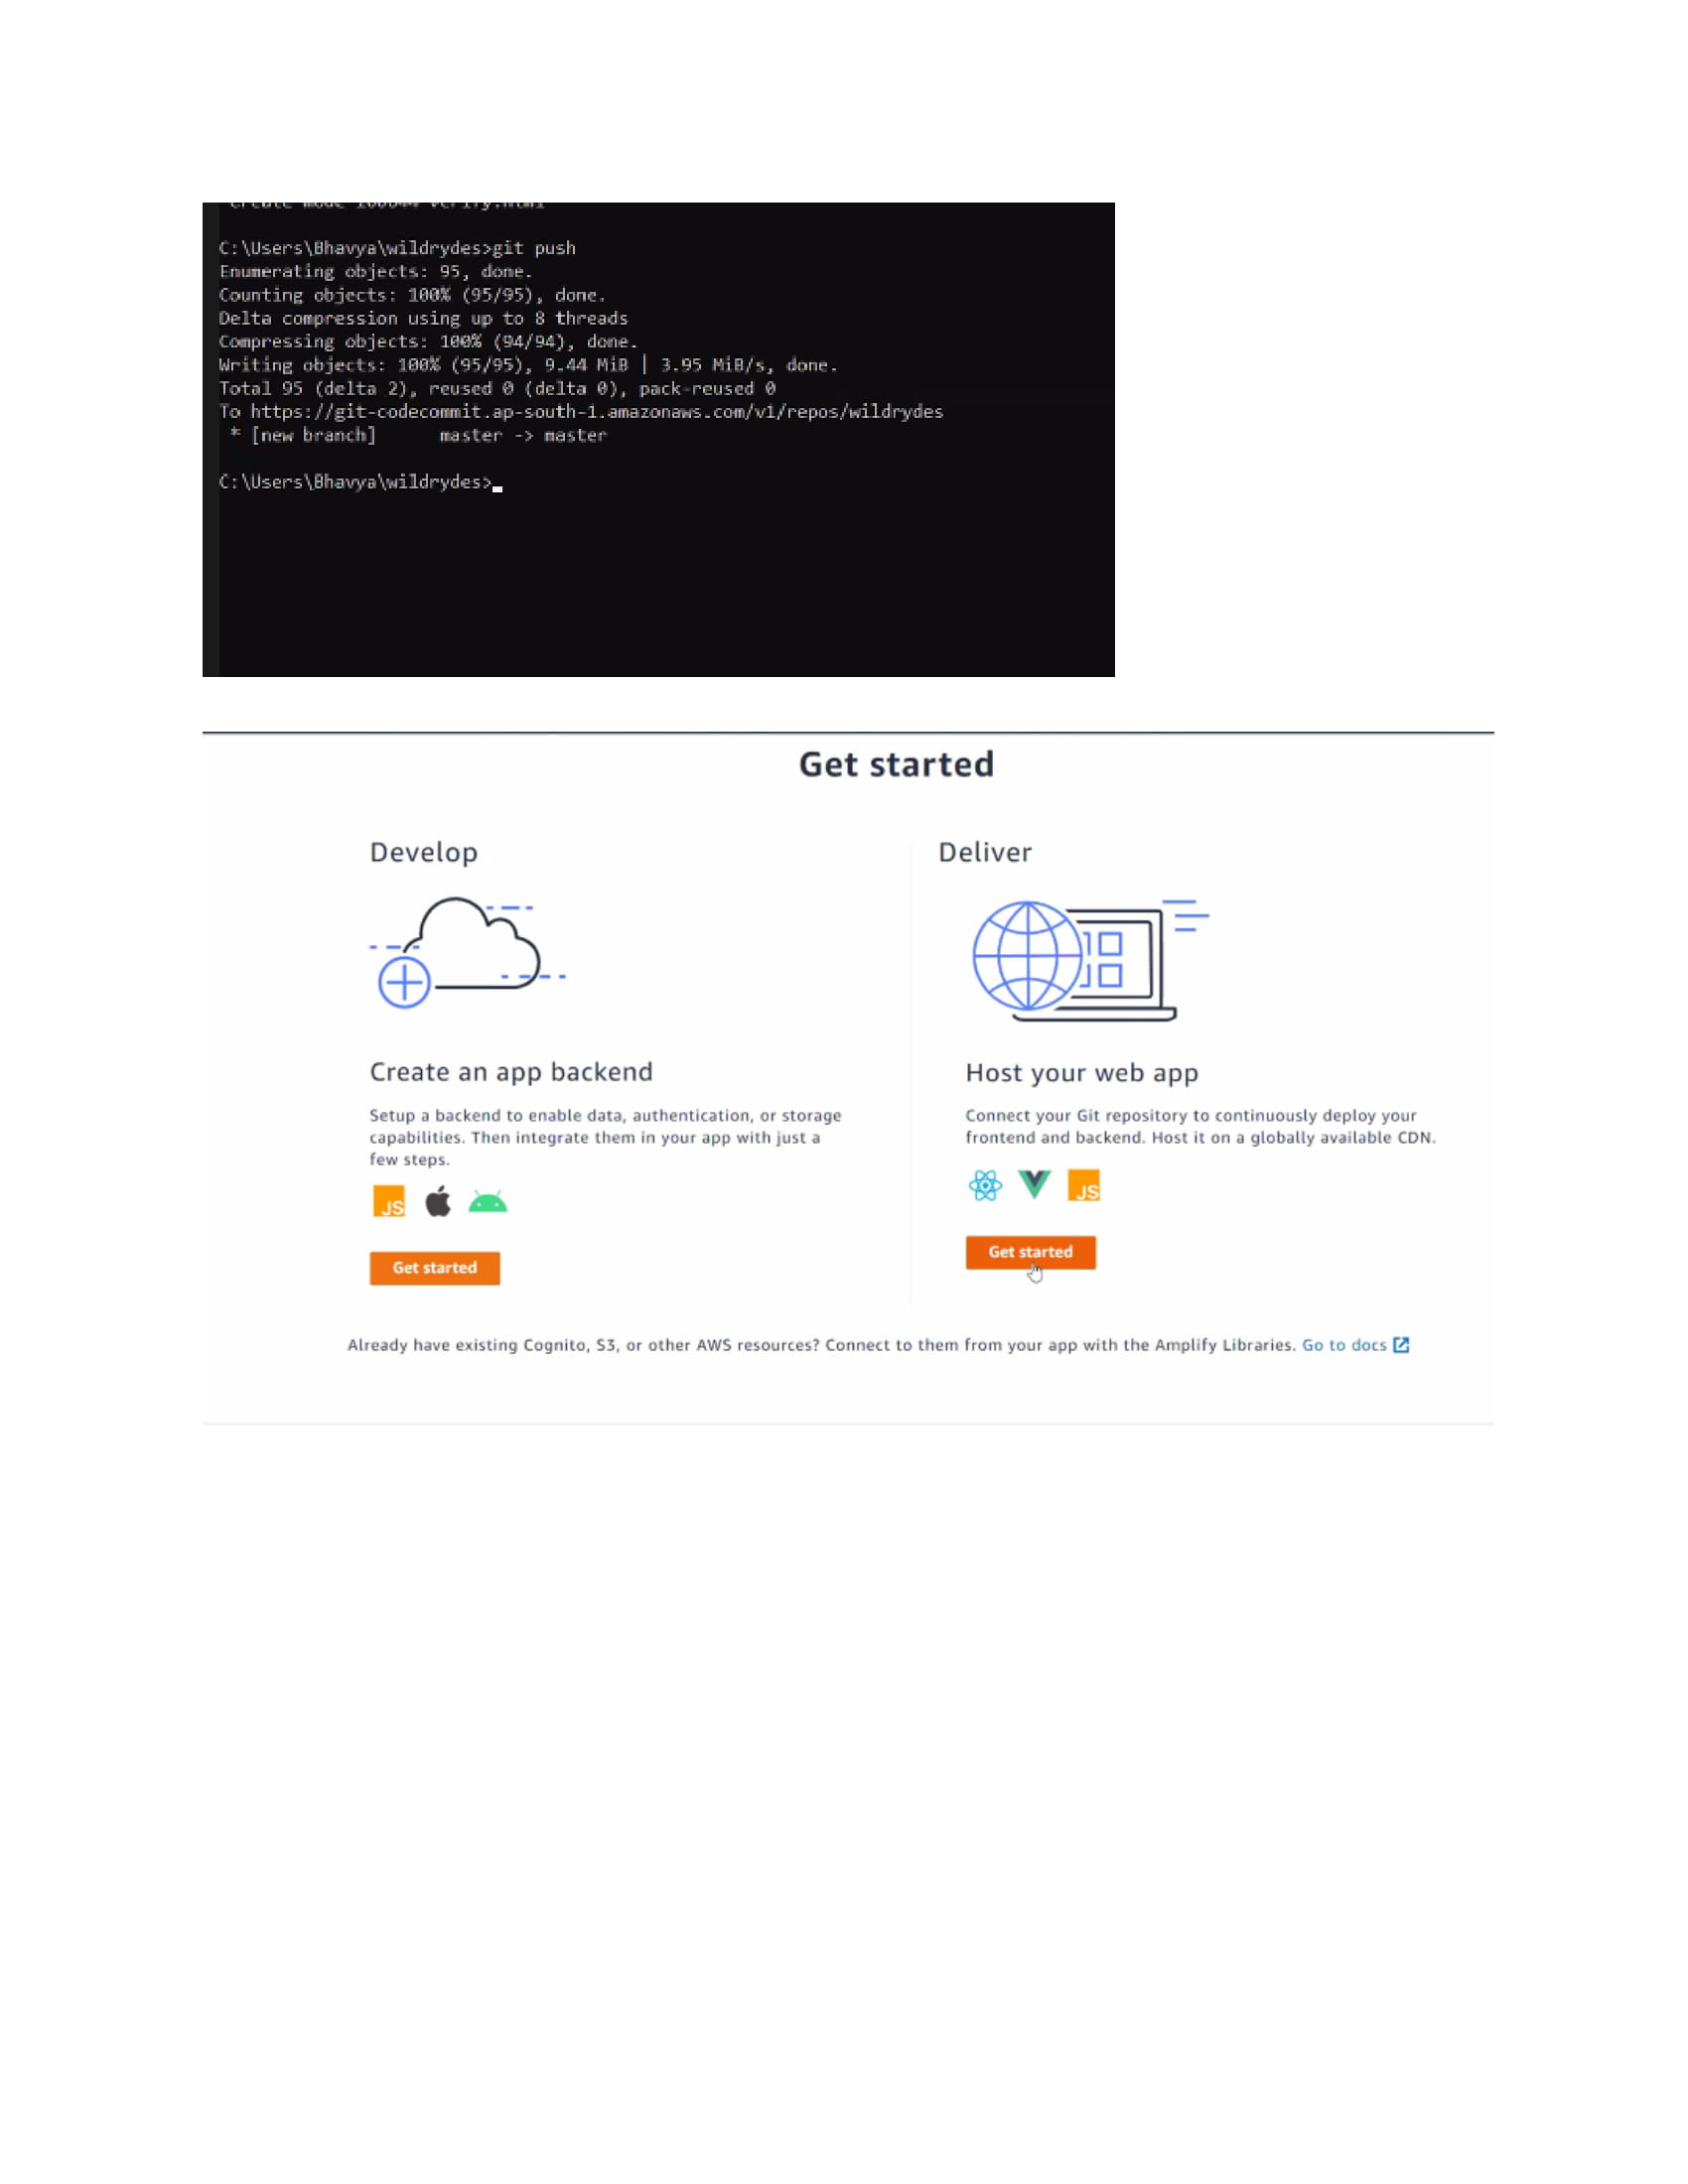 C:\Users\Bhavya\wildrydes>git push
Enumerating objects: 95, done.
Counting objects: 100% (95/95), done.
Delta compression using up to 8 threads
Compressing objects: 100% (94/94), done.
Writing objects: 100% (95/95), 9.44 MiB | 3.95 MiB/s, done.
Total 95 (delta 2), reused 0 (delta 0), pack-reused 0
To https://git-codecommit.ap-south-1.amazonaws.com/v1/repos/wildrydes
 * [new branch]      master -> master
C:\Users\Bhavya\wildrydes>
Get started
Develop
Create an app backend
Setup a backend to enable data, authentication, or storage
capabilities. Then integrate them in your app with just a
few steps.
JS
Get started
Deliver
Host your web app
Connect your Git repository to continuously deploy your
frontend and backend. Host it on a globally available CDN.
JS
Get started
Already have existing Cognito, S3, or other AWS resources? Connect to them from your app with the Amplify Libraries. Go to docs